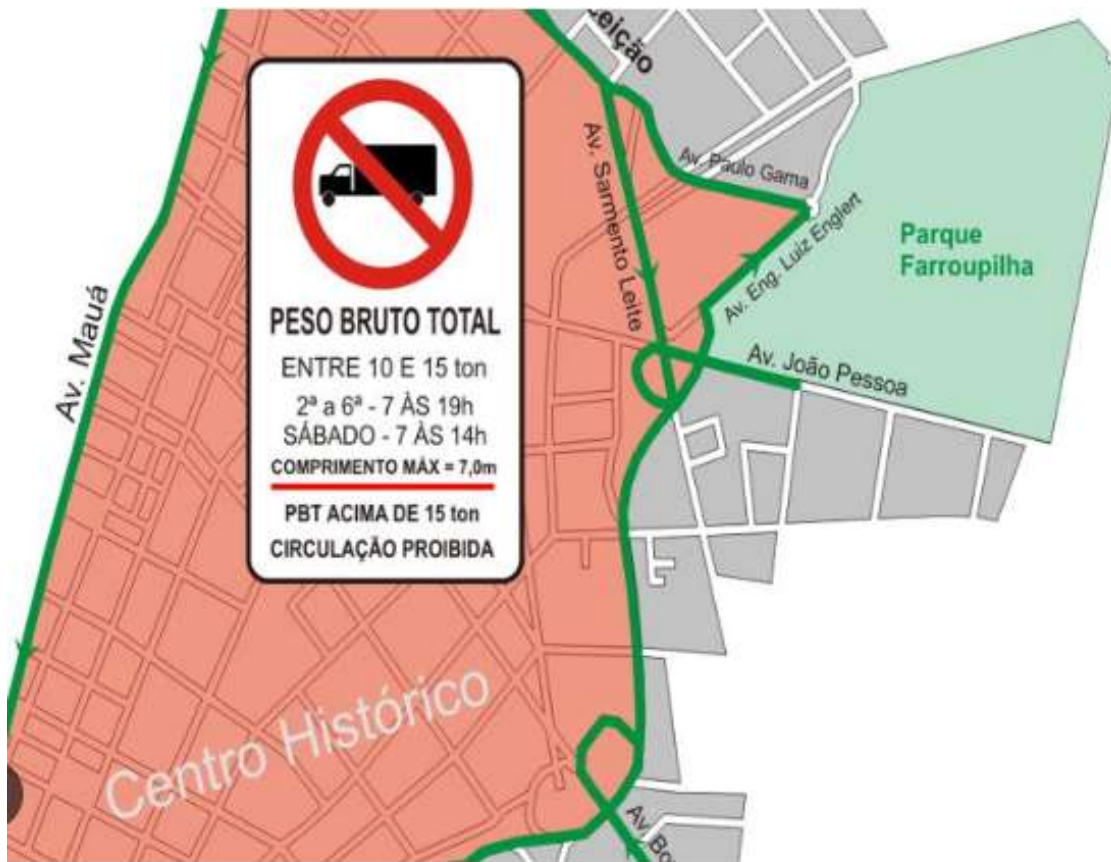 PESO BRUTO TOTAL
ENTRE 10 E 15 ton
2ª a 6ª - 7 ÀS 19h
SÁBADO - 7 ÀS 14h
COMPRIMENTO MÁX = 7,0m
PBT ACIMA DE 15 ton
CIRCULAÇÃO PROIBIDA
Av. Mauá
Av. Sarmento Leite
Av. Paulo Gama
Av. Eng. Luiz Englert
Parque
Farroupilha
Av. João Pessoa
Centro Histórico
Av.